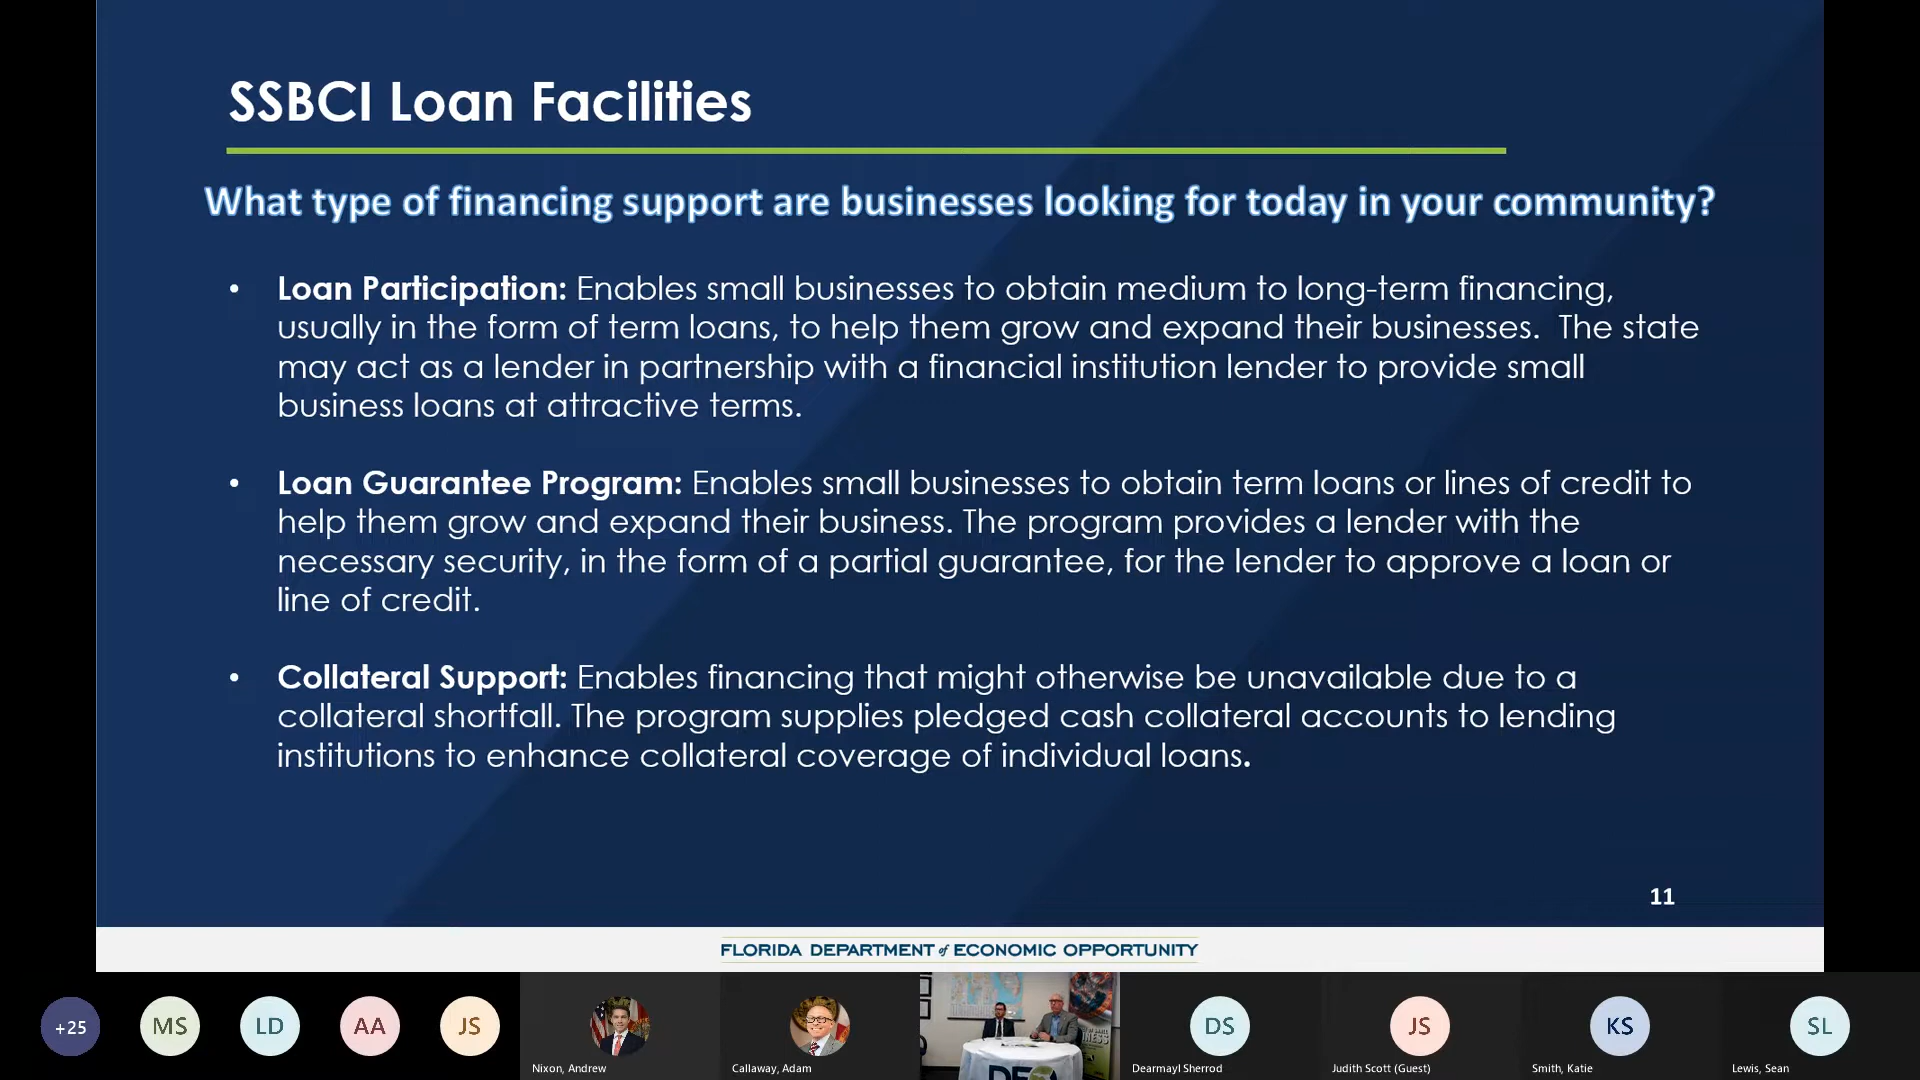 SSBCI Loan Facilities
What type of financing support are businesses looking for today in your community?
• Loan Participation: Enables small businesses to obtain medium to long-term financing,
usually in the form of term loans, to help them grow and expand their businesses. The state
may act as a lender in partnership with a financial institution lender to provide small
business loans at attractive terms.
• Loan Guarantee Program: Enables small businesses to obtain term loans or lines of credit to
help them grow and expand their business. The program provides a lender with the
necessary security, in the form of a partial guarantee, for the lender to approve a loan or
line of credit.
• Collateral Support: Enables financing that might otherwise be unavailable due to a
collateral shortfall. The program supplies pledged cash collateral accounts to lending
institutions to enhance collateral coverage of individual loans.
11
FLORIDA DEPARTMENT of ECONOMIC OPPORTUNITY
+25
MS
LD
AA
JS
Nixon, Andrew
Callaway, Adam
DS
Dearmayl Sherrod
JS
Judith Scott (Guest)
KS
Smith, Katie
SL
Lewis, Sean